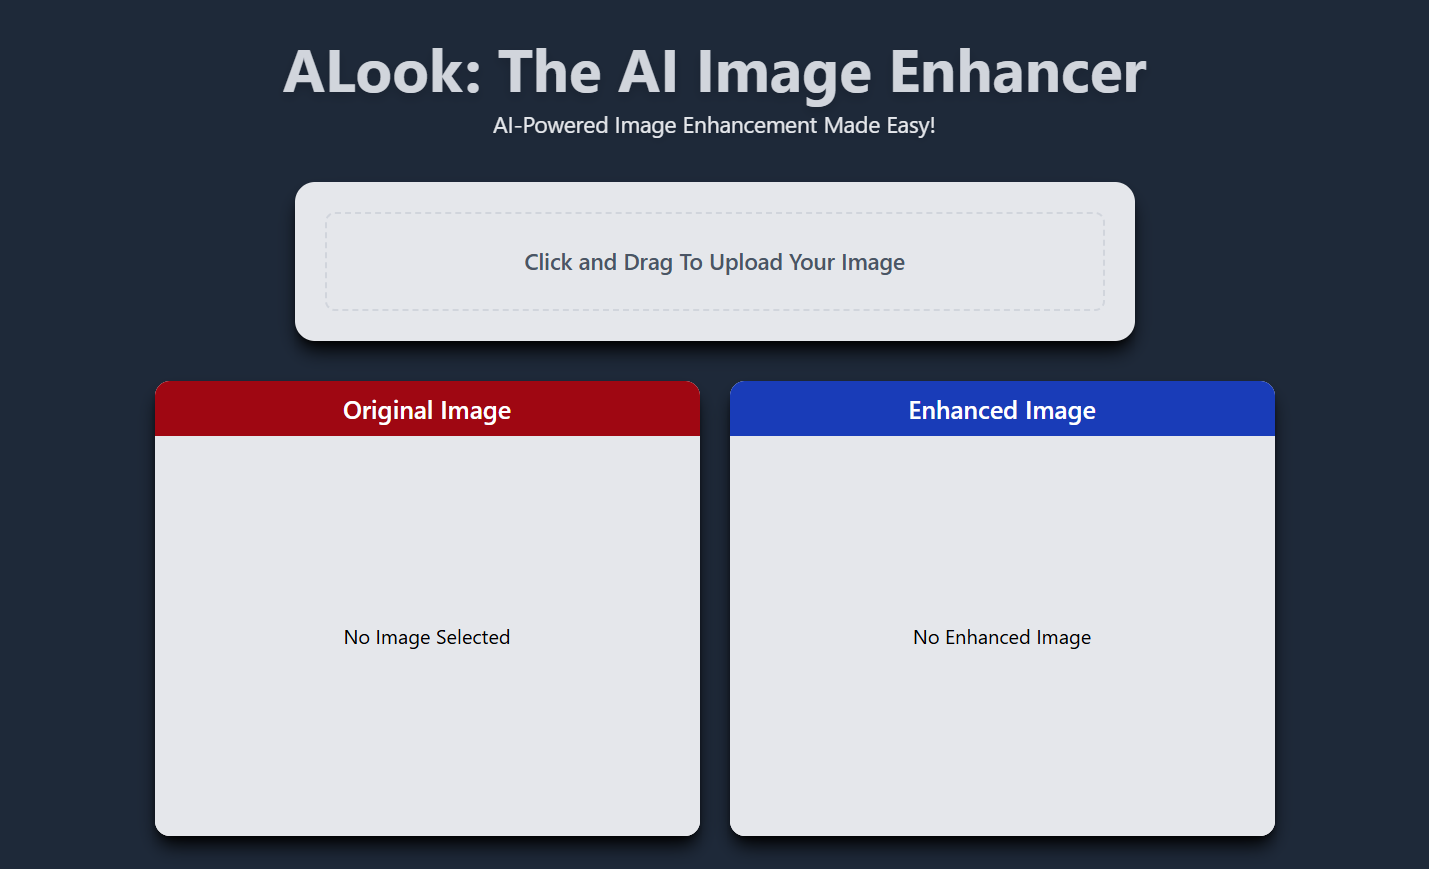 ALook: The AI Image Enhancer
AI-Powered Image Enhancement Made Easy!
Click and Drag To Upload Your Image
Original Image
No Image Selected
Enhanced Image
No Enhanced Image